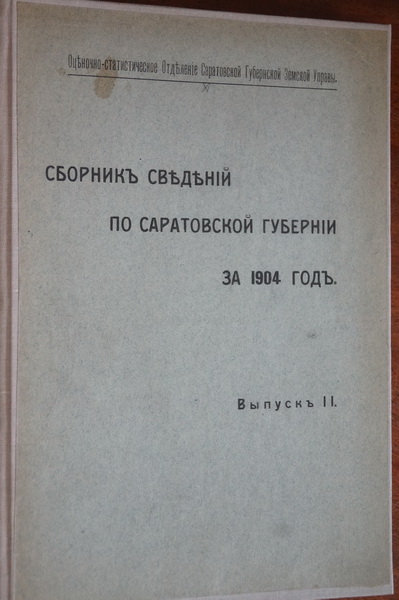 Оцѣночно-статистическое Отдѣленіе Саратовской Губернской Земской Управы.
СБОРНИКЪ СВѢДѢНІЙ
ПО САРАТОВСКОЙ ГУБЕРНІИ
ЗА 1904 ГОДЪ.
Выпускъ II.